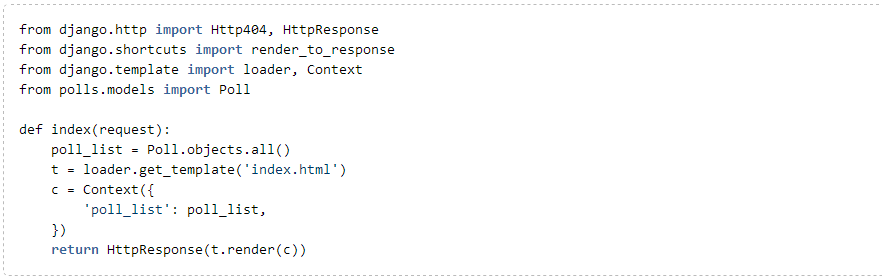 from django.http import Http404, HttpResponse
from django.shortcuts import render_to_response
from django.template import loader, Context
from polls.models import Poll

def index(request):
    poll_list = Poll.objects.all()
    t = loader.get_template('index.html')
    c = Context({
        'poll_list': poll_list,
    })
    return HttpResponse(t.render(c))